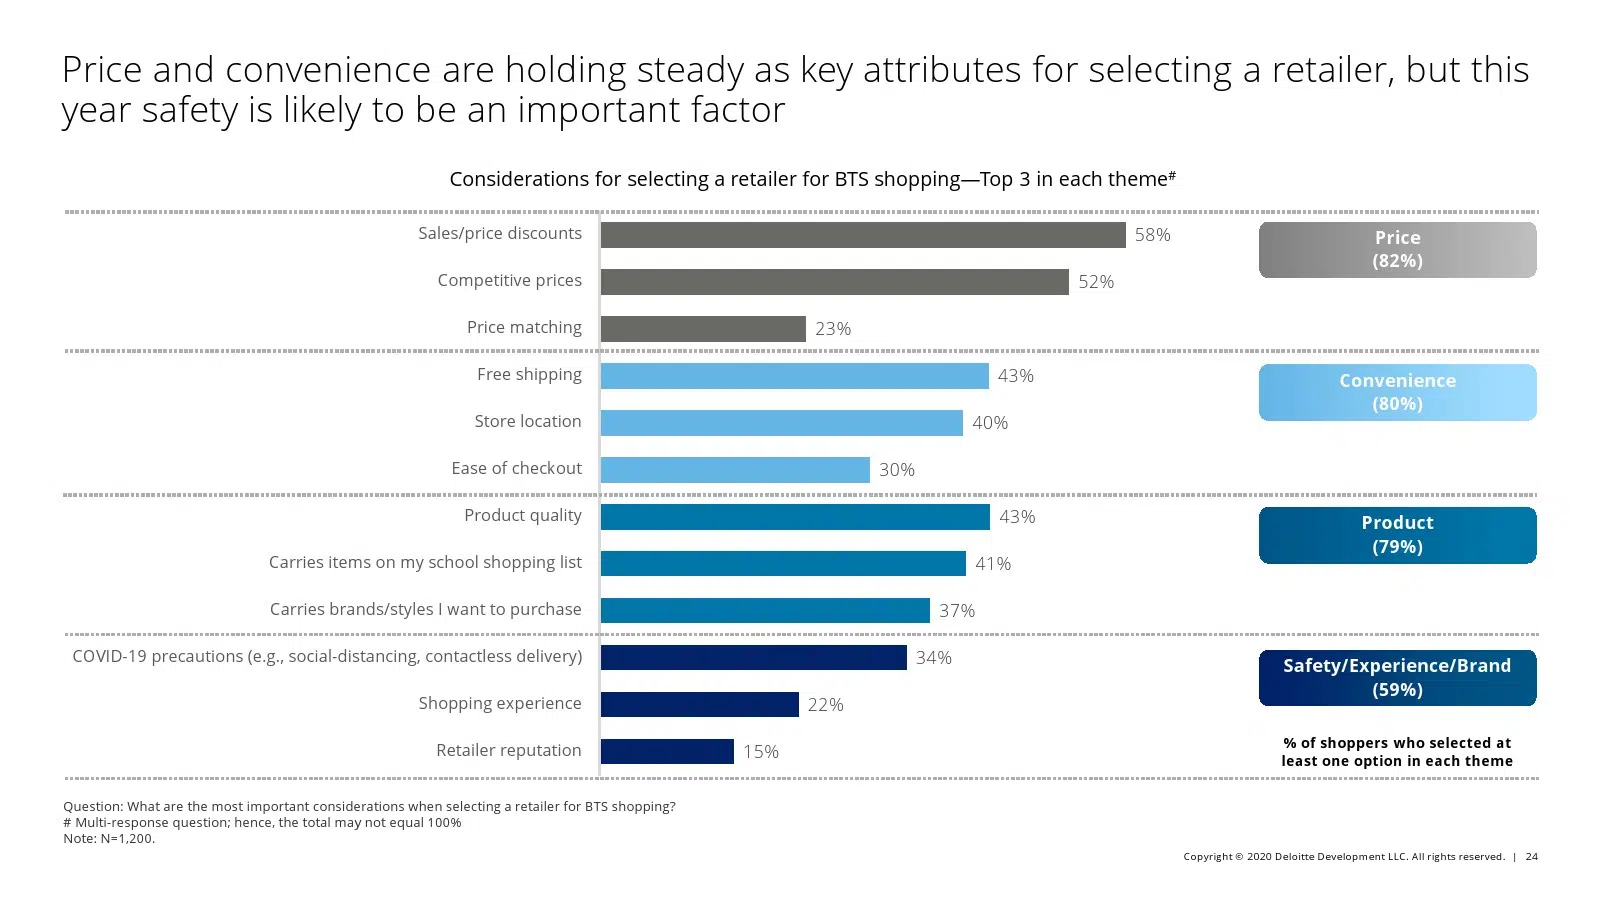 Price and convenience are holding steady as key attributes for selecting a retailer, but this
year safety is likely to be an important factor
Considerations for selecting a retailer for BTS shopping—Top 3 in each theme#
Sales/price discounts 58%
Price
(82%)
Competitive prices 52%
Price matching 23%
Free shipping 43%
Convenience
(80%)
Store location 40%
Ease of checkout 30%
Product quality 43%
Product
(79%)
Carries items on my school shopping list 41%
Carries brands/styles I want to purchase 37%
COVID-19 precautions (e.g., social-distancing, contactless delivery) 34%
Safety/Experience/Brand
(59%)
Shopping experience 22%
Retailer reputation 15%
% of shoppers who selected at
least one option in each theme
Question: What are the most important considerations when selecting a retailer for BTS shopping?
# Multi-response question; hence, the total may not equal 100%
Note: N=1,200.
Copyright © 2020 Deloitte Development LLC. All rights reserved. | 24